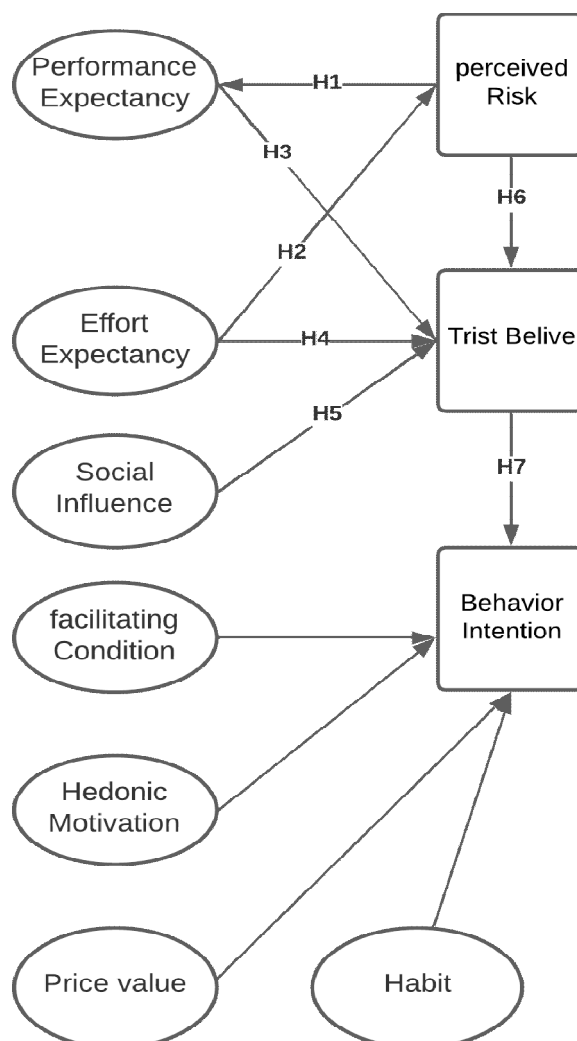 Performance
Expectancy
H1
perceived
Risk
H3
H6
H2
Effort
Expectancy
H4
Trist Belive
H5
Social
Influence
H7
facilitating
Condition
Behavior
Intention
Hedonic
Motivation
Price value
Habit